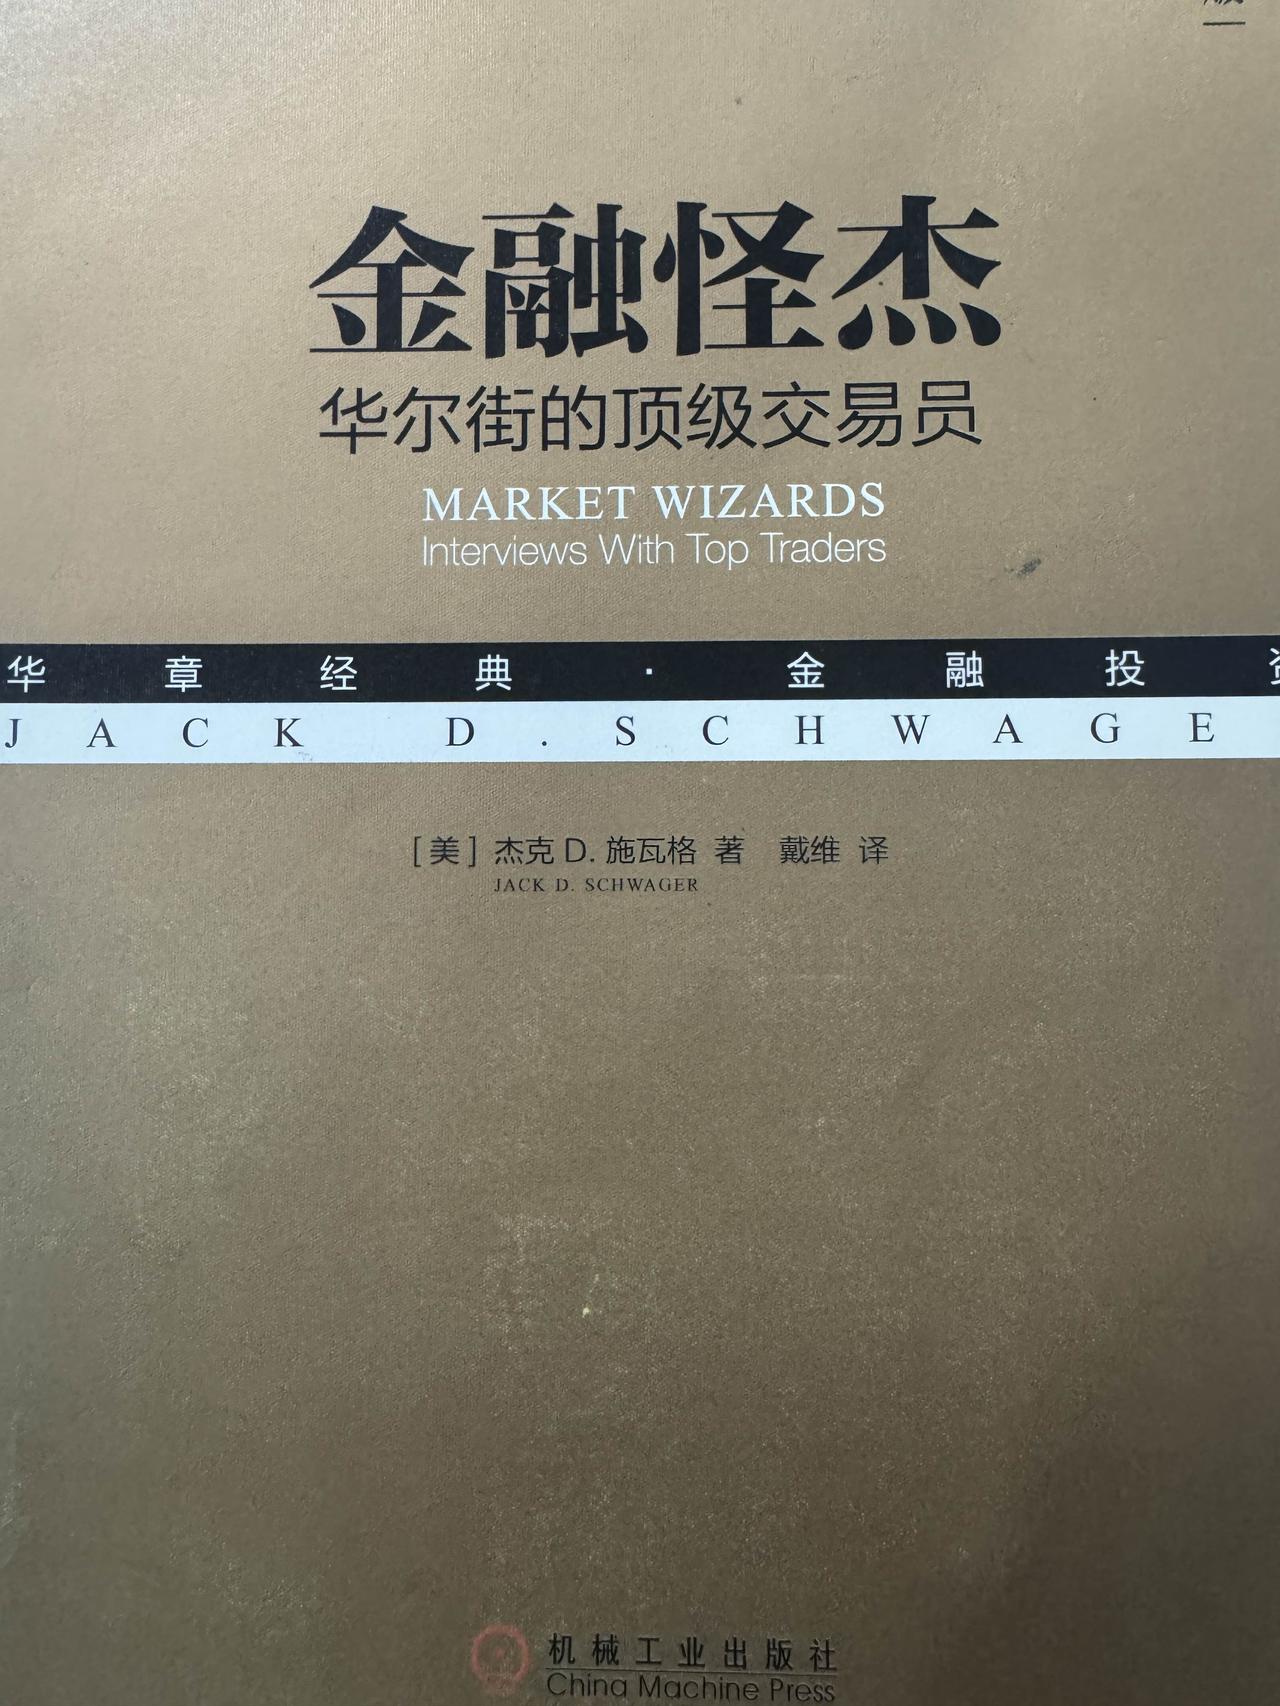 金融怪杰
华尔街的顶级交易员
MARKET WIZARDS
Interviews With Top Traders
华章经典·金融投
JACK D. SCHWAGE
[美] 杰克 D. 施瓦格 著 戴维 译
JACK D. SCHWAGER
机械工业出版社
China Machine Press